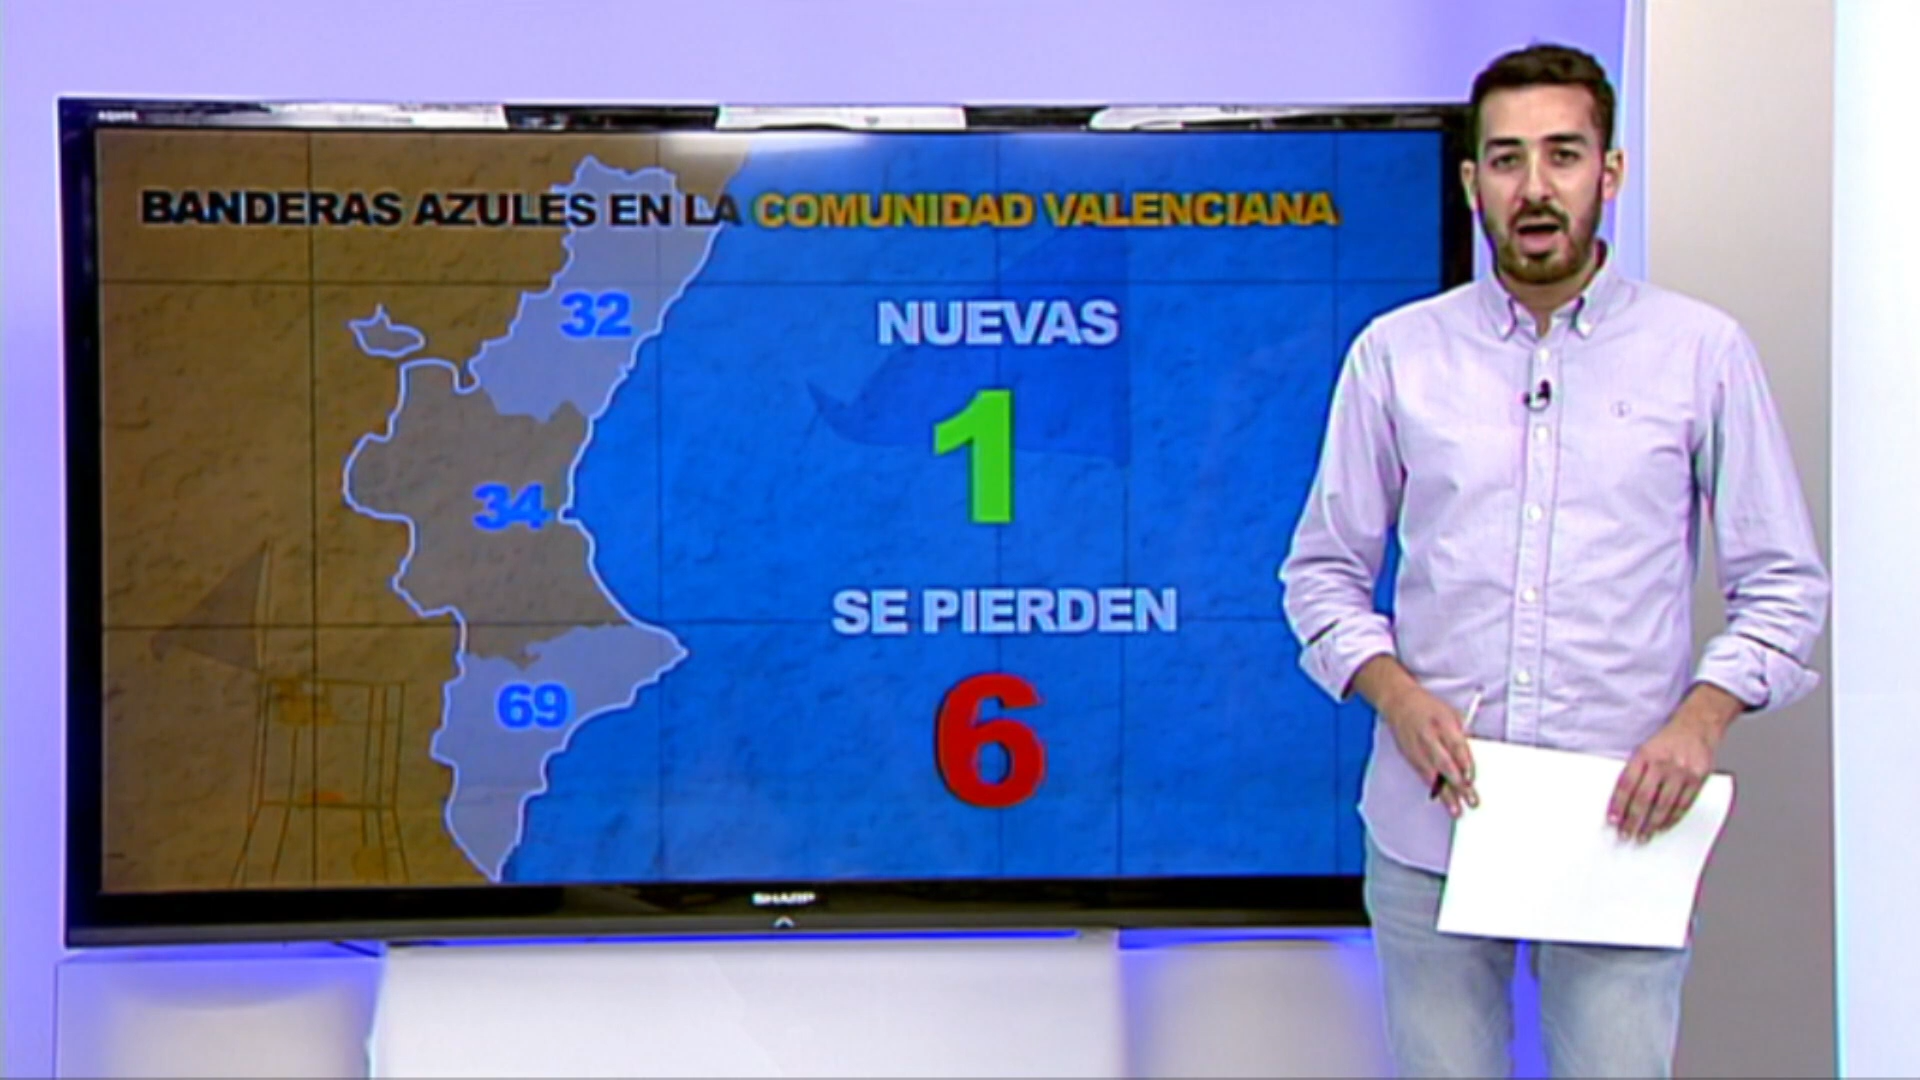 BANDERAS AZULES EN LA COMUNIDAD VALENCIANA
32
NUEVAS
1
34
SE PIERDEN
6
69
SHARP